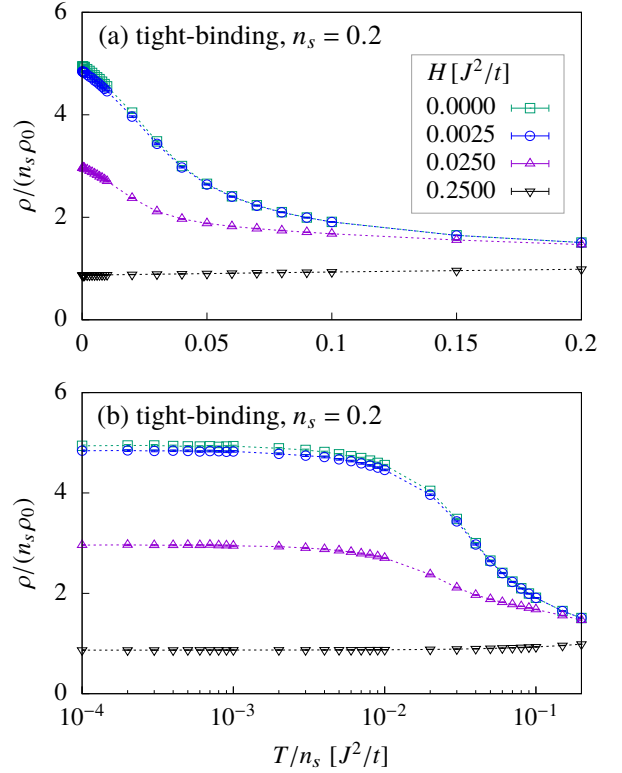 (a) tight-binding, n_s = 0.2
H [J^2/t]
0.0000
0.0025
0.0250
0.2500
ρ/(n_s ρ_0)
6
4
2
0
0 0.05 0.1 0.15 0.2
(b) tight-binding, n_s = 0.2
ρ/(n_s ρ_0)
6
4
2
0
10^-4 10^-3 10^-2 10^-1
T/n_s [J^2/t]